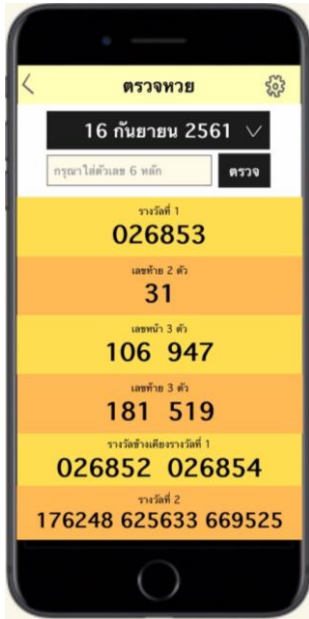 ตรวจหวย
16 กันยายน 2561
กรุณาใส่ตัวเลข 6 หลัก ตรวจ
รางวัลที่ 1
026853
เลขท้าย 2 ตัว
31
เลขหน้า 3 ตัว
106 947
เลขท้าย 3 ตัว
181 519
รางวัลข้างเคียงรางวัลที่ 1
026852 026854
รางวัลที่ 2
176248 625633 669525